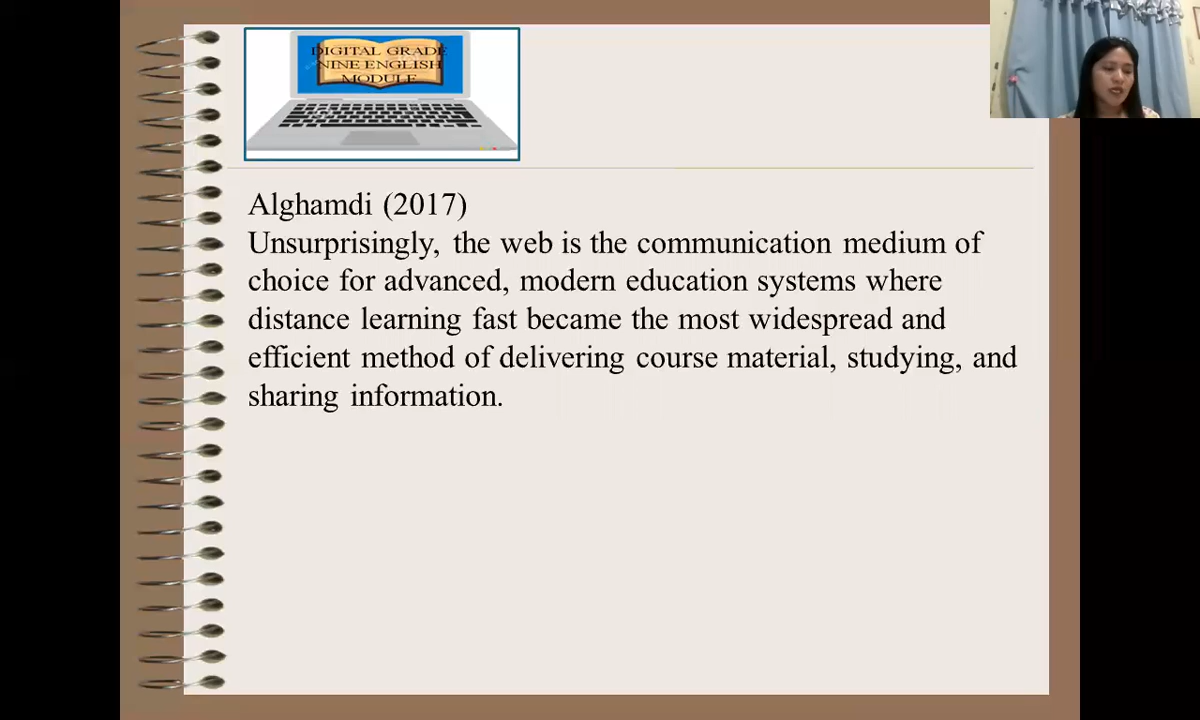 DIGITAL GRADE
NINE ENGLISH
MODULE
Alghamdi (2017)
Unsurprisingly, the web is the communication medium of
choice for advanced, modern education systems where
distance learning fast became the most widespread and
efficient method of delivering course material, studying, and
sharing information.